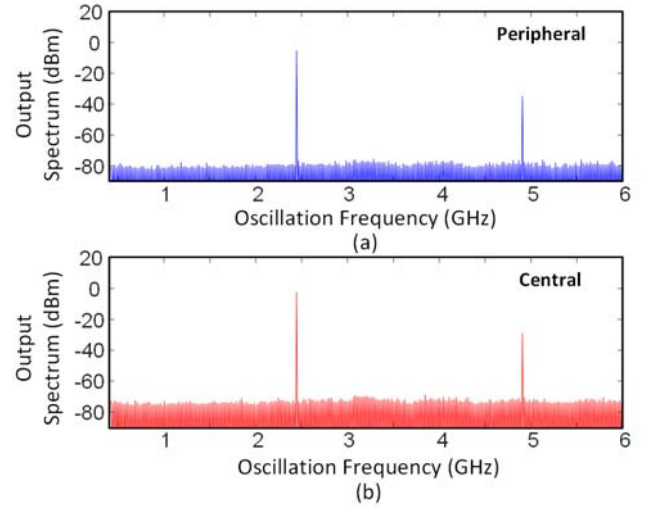 20
0
-20
-40
-60
-80
Output
Spectrum (dBm)
Peripheral
1 2 3 4 5 6
Oscillation Frequency (GHz)
(a)
20
0
-20
-40
-60
-80
Output
Spectrum (dBm)
Central
1 2 3 4 5 6
Oscillation Frequency (GHz)
(b)